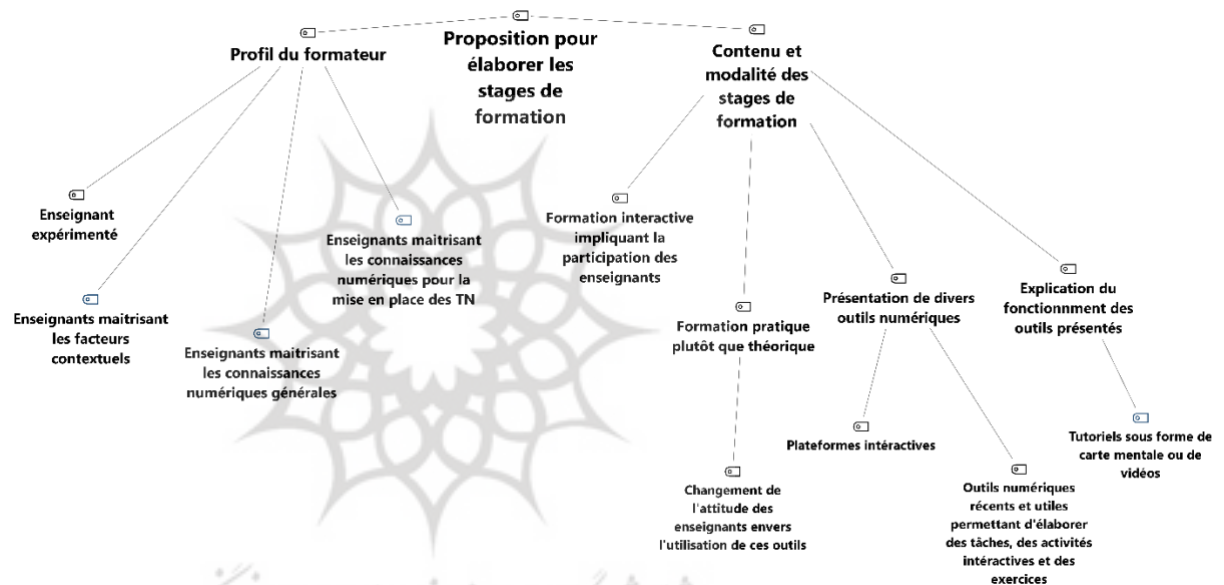 Proposition pour
élaborer les
stages de
formation
Profil du formateur
Contenu et
modalité des
stages de
formation
Enseignant
expérimenté
Enseignants maitrisant
les facteurs
contextuels
Enseignants maitrisant
les connaissances
numériques générales
Enseignants maitrisant
les connaissances
numériques pour la
mise en place des TN
Formation interactive
impliquant la
participation des
enseignants
Formation pratique
plutôt que théorique
Changement de
l'attitude des
enseignants envers
l'utilisation de ces outils
Présentation de divers
outils numériques
Plateformes intéractives
Outils numériques
récents et utiles
permettant d'élaborer
des tâches, des activités
intéractives et des
exercices
Explication du
fonctionnment des
outils présentés
Tutoriels sous forme de
carte mentale ou de
vidéos